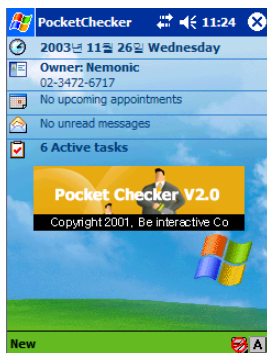 PocketChecker 11:24
2003년 11월 26일 Wednesday
Owner: Nemonic
02-3472-6717
No upcoming appointments
No unread messages
6 Active tasks
Pocket Checker V2.0
Copyright 2001, Be interactive Co
New A